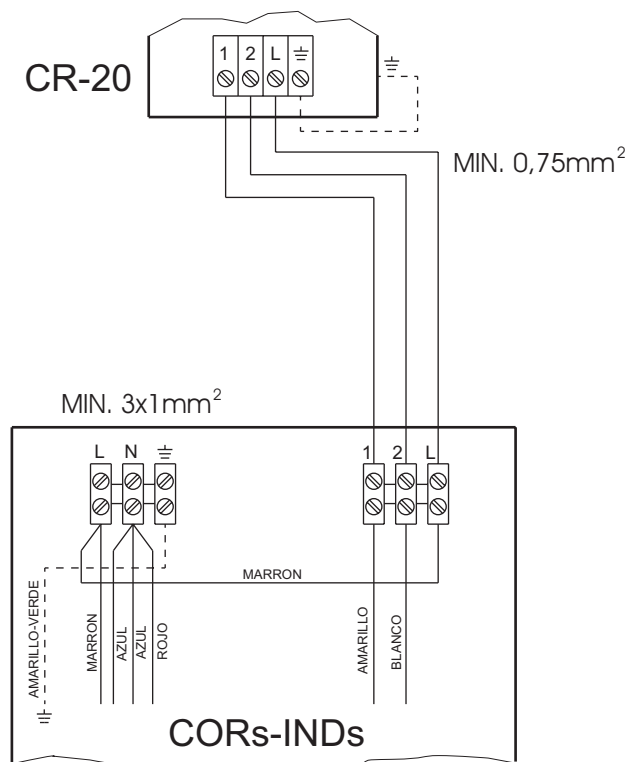 1 2 L
CR-20
MIN. 0,75mm²
MIN. 3x1mm²
L N
1 2 L
MARRON
AMARILLO-VERDE
MARRON
AZUL
AZUL
ROJO
AMARILLO
BLANCO
CORs-INDs